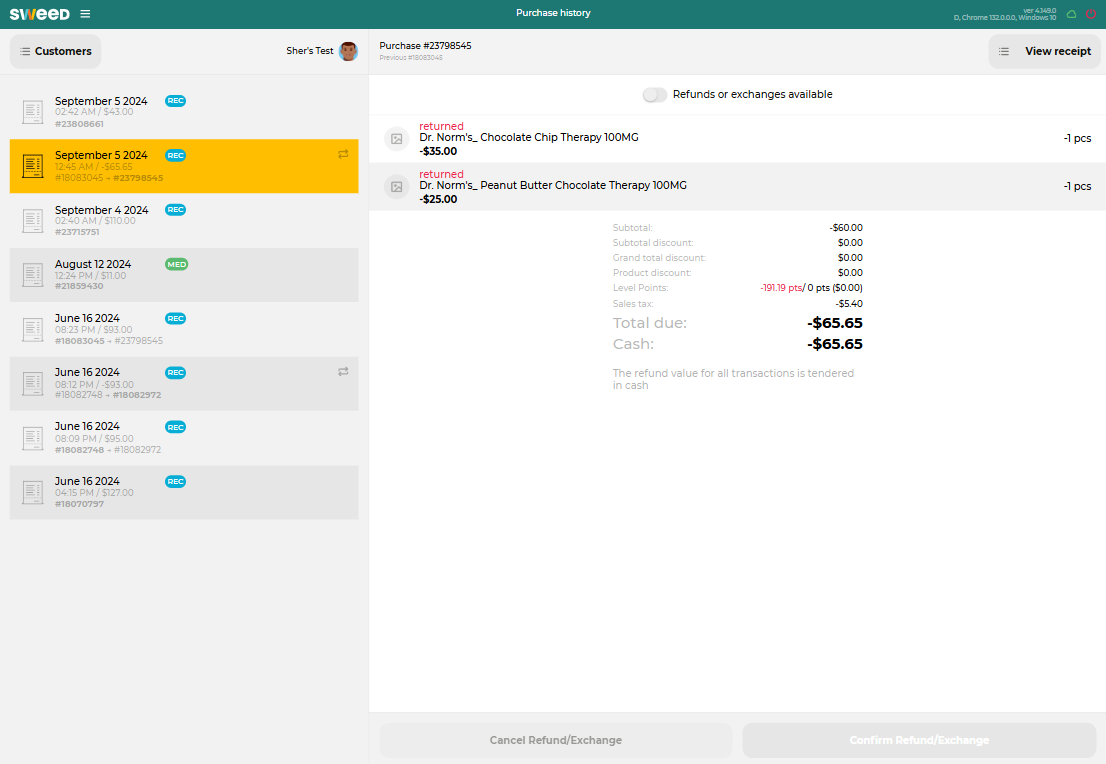 sweed
Purchase history
ver 4.149.0
D, Chrome 132.0.0.0, Windows 10
Customers
Sher's Test
Purchase #23798545
Previous #18083045
View receipt
September 5 2024 REC
02:42 AM / $43.00
#23808661
September 5 2024 REC
12:45 AM / -$65.65
#18083045 → #23798545
September 4 2024 REC
02:40 AM / $110.00
#23715751
August 12 2024 MED
12:24 PM / $11.00
#21859430
June 16 2024 REC
08:23 PM / $93.00
#18083045 → #23798545
June 16 2024 REC
08:12 PM / -$93.00
#18082748 → #18082972
June 16 2024 REC
08:09 PM / $95.00
#18082748 → #18082972
June 16 2024 REC
04:15 PM / $127.00
#18070797
Refunds or exchanges available
returned
Dr. Norm's_ Chocolate Chip Therapy 100MG -1 pcs
-$35.00
returned
Dr. Norm's_ Peanut Butter Chocolate Therapy 100MG -1 pcs
-$25.00
Subtotal: -$60.00
Subtotal discount: $0.00
Grand total discount: $0.00
Product discount: $0.00
Level Points: -191.19 pts/ 0 pts ($0.00)
Sales tax: -$5.40
Total due: -$65.65
Cash: -$65.65
The refund value for all transactions is tendered
in cash
Cancel Refund/Exchange
Confirm Refund/Exchange